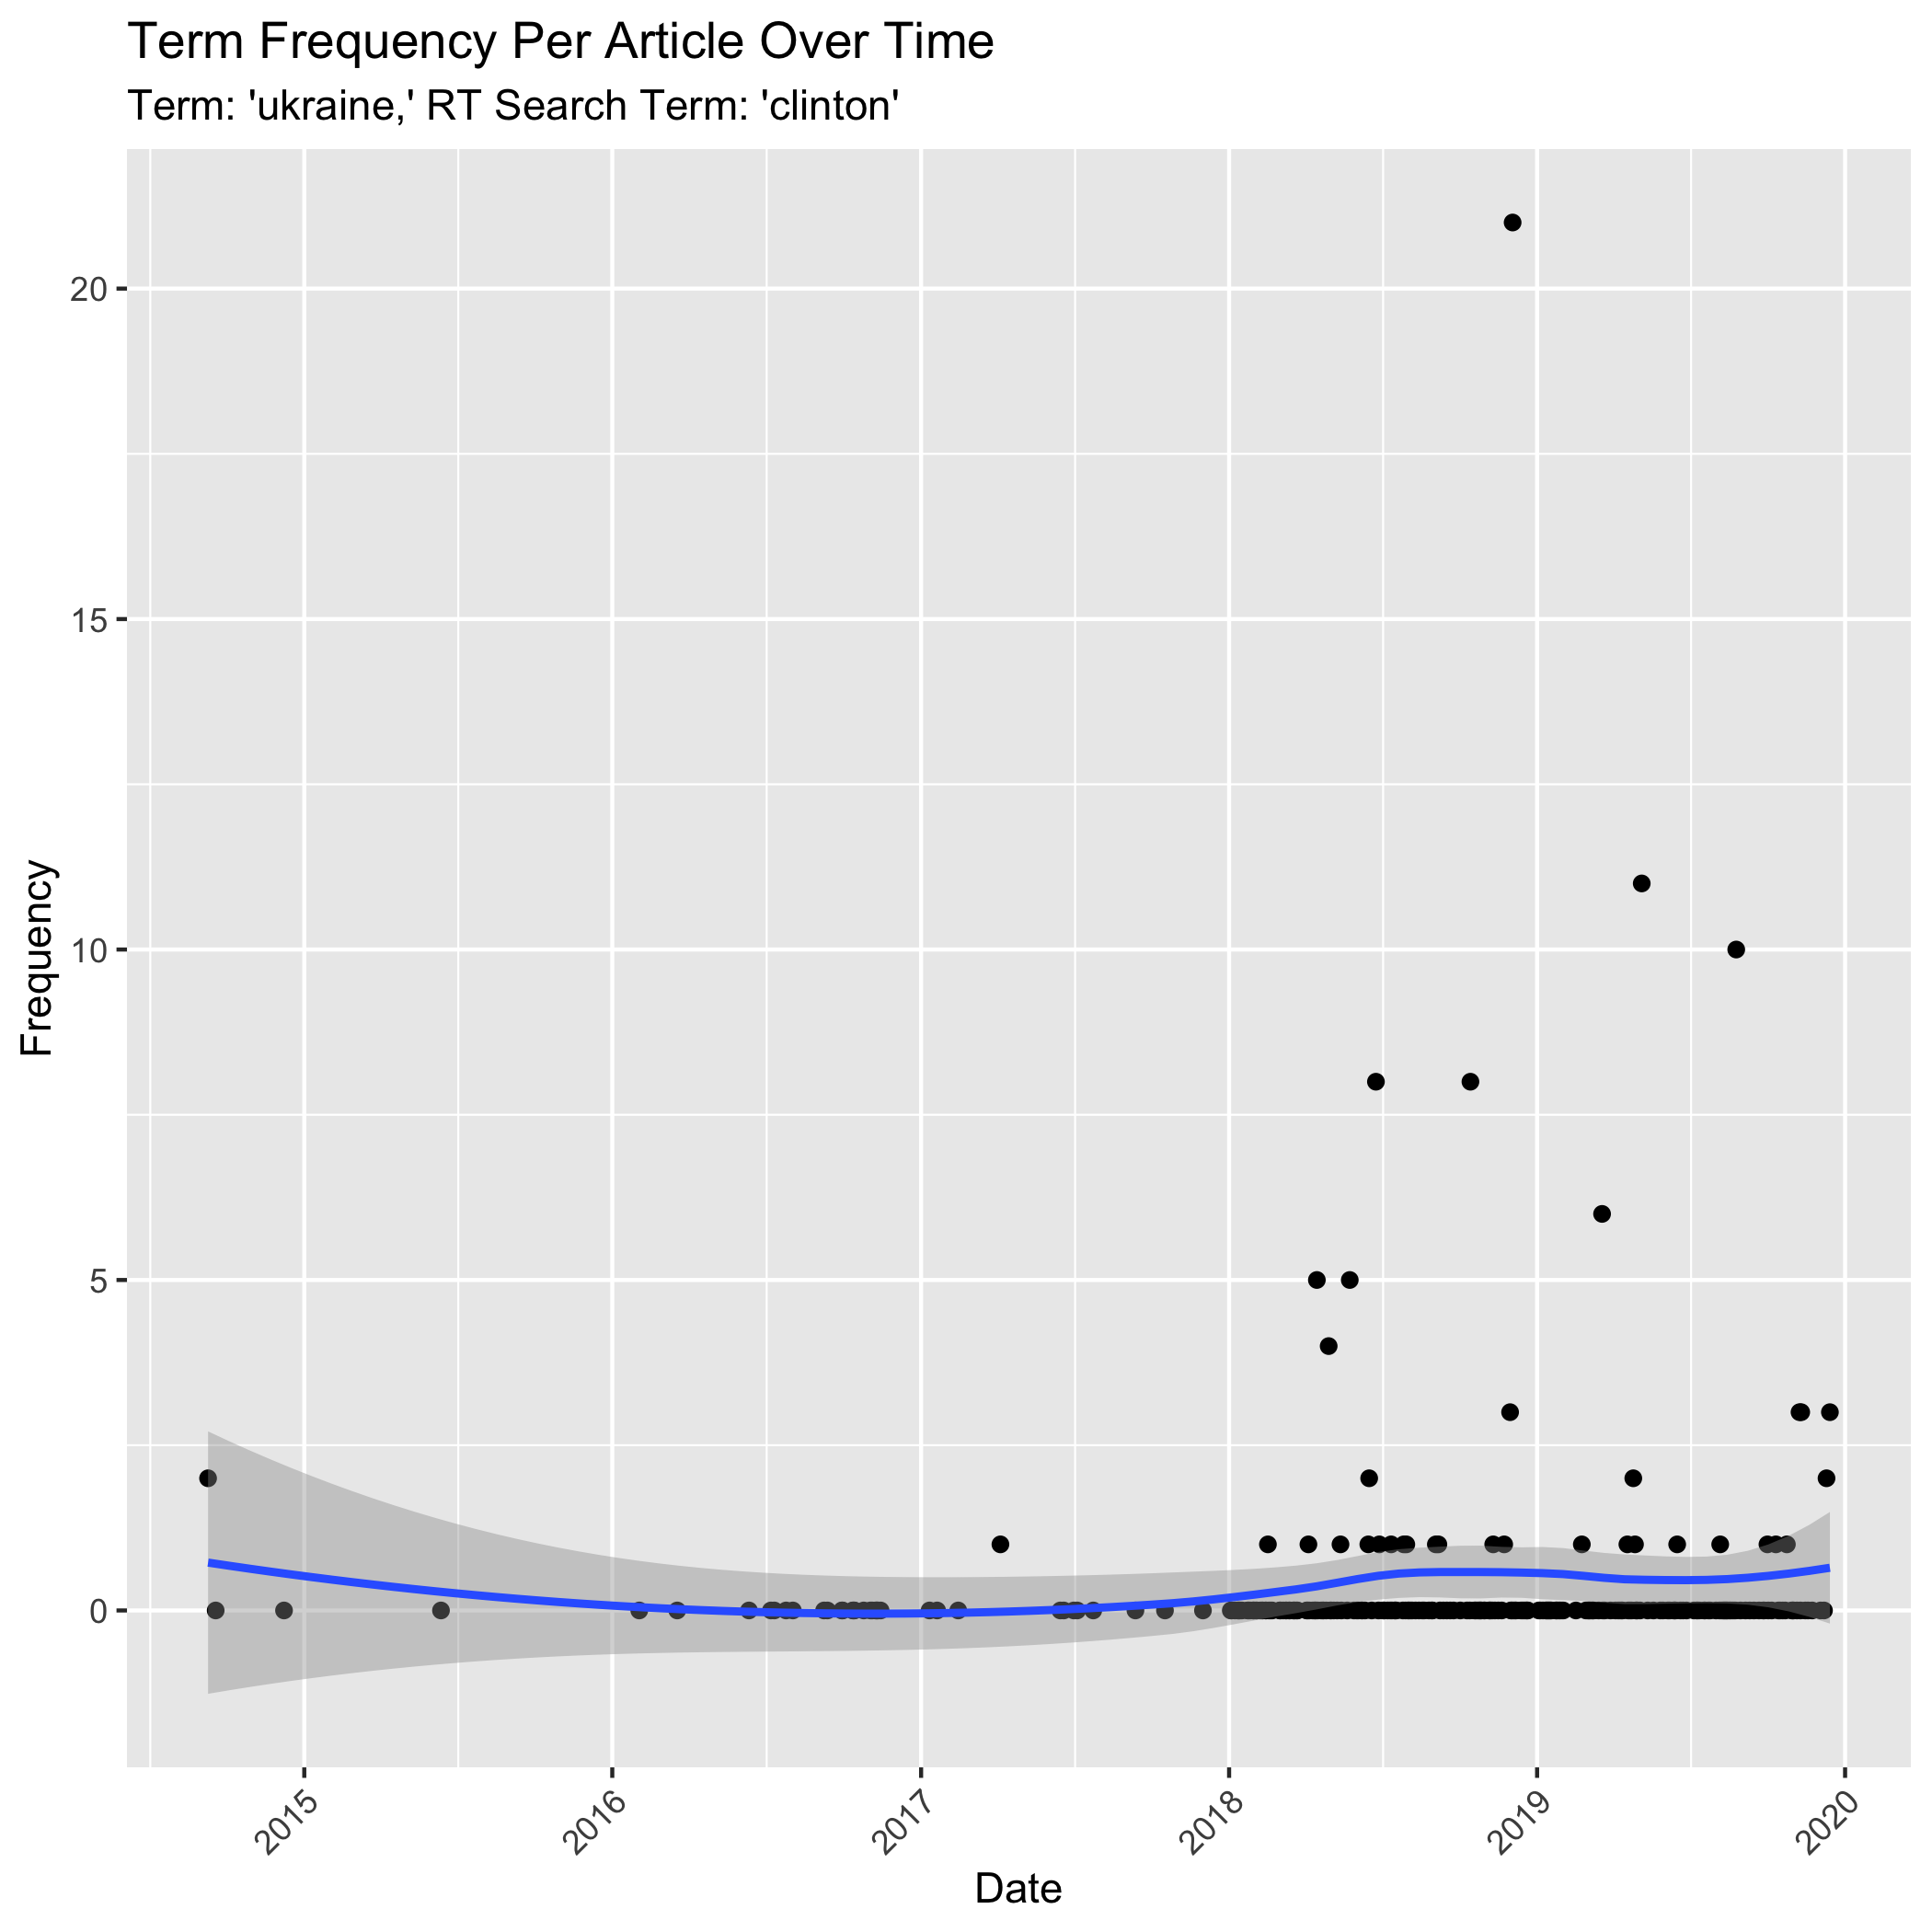 Term Frequency Per Article Over Time
Term: 'ukraine,' RT Search Term: 'clinton'
Frequency
20
15
10
5
0
2015
2016
2017
2018
2019
2020
Date